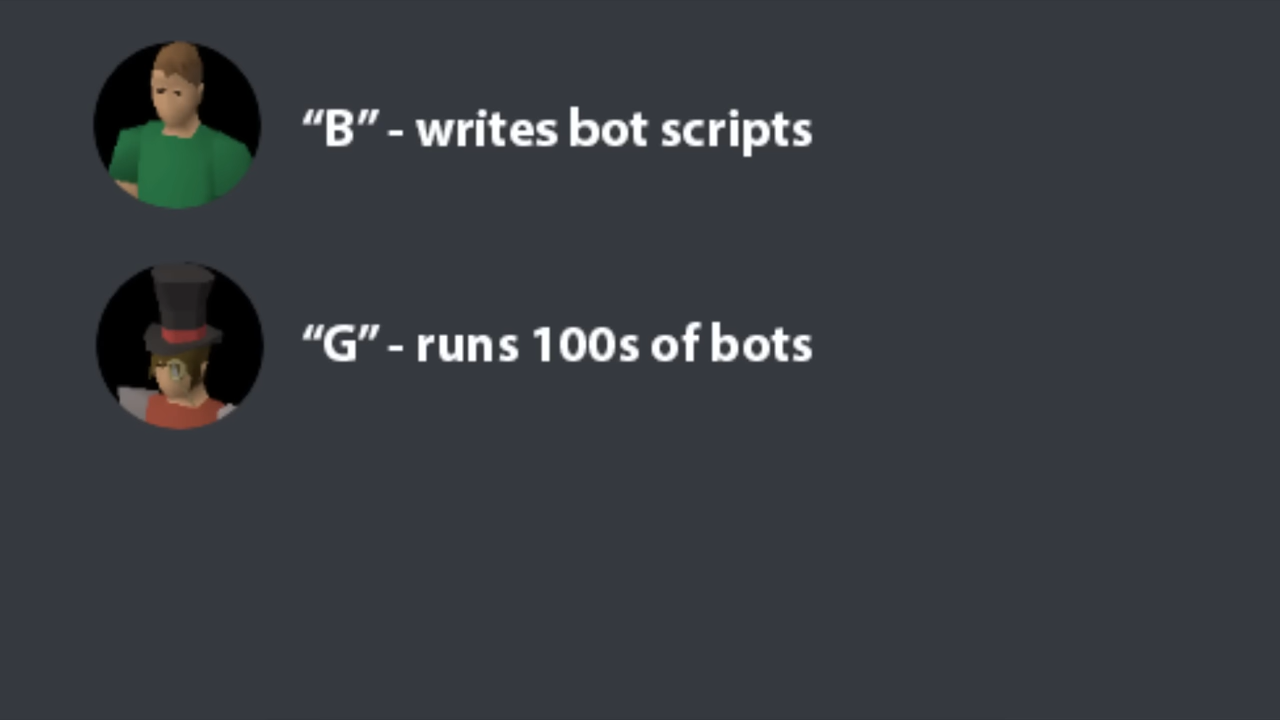 “B” - writes bot scripts
“G” - runs 100s of bots